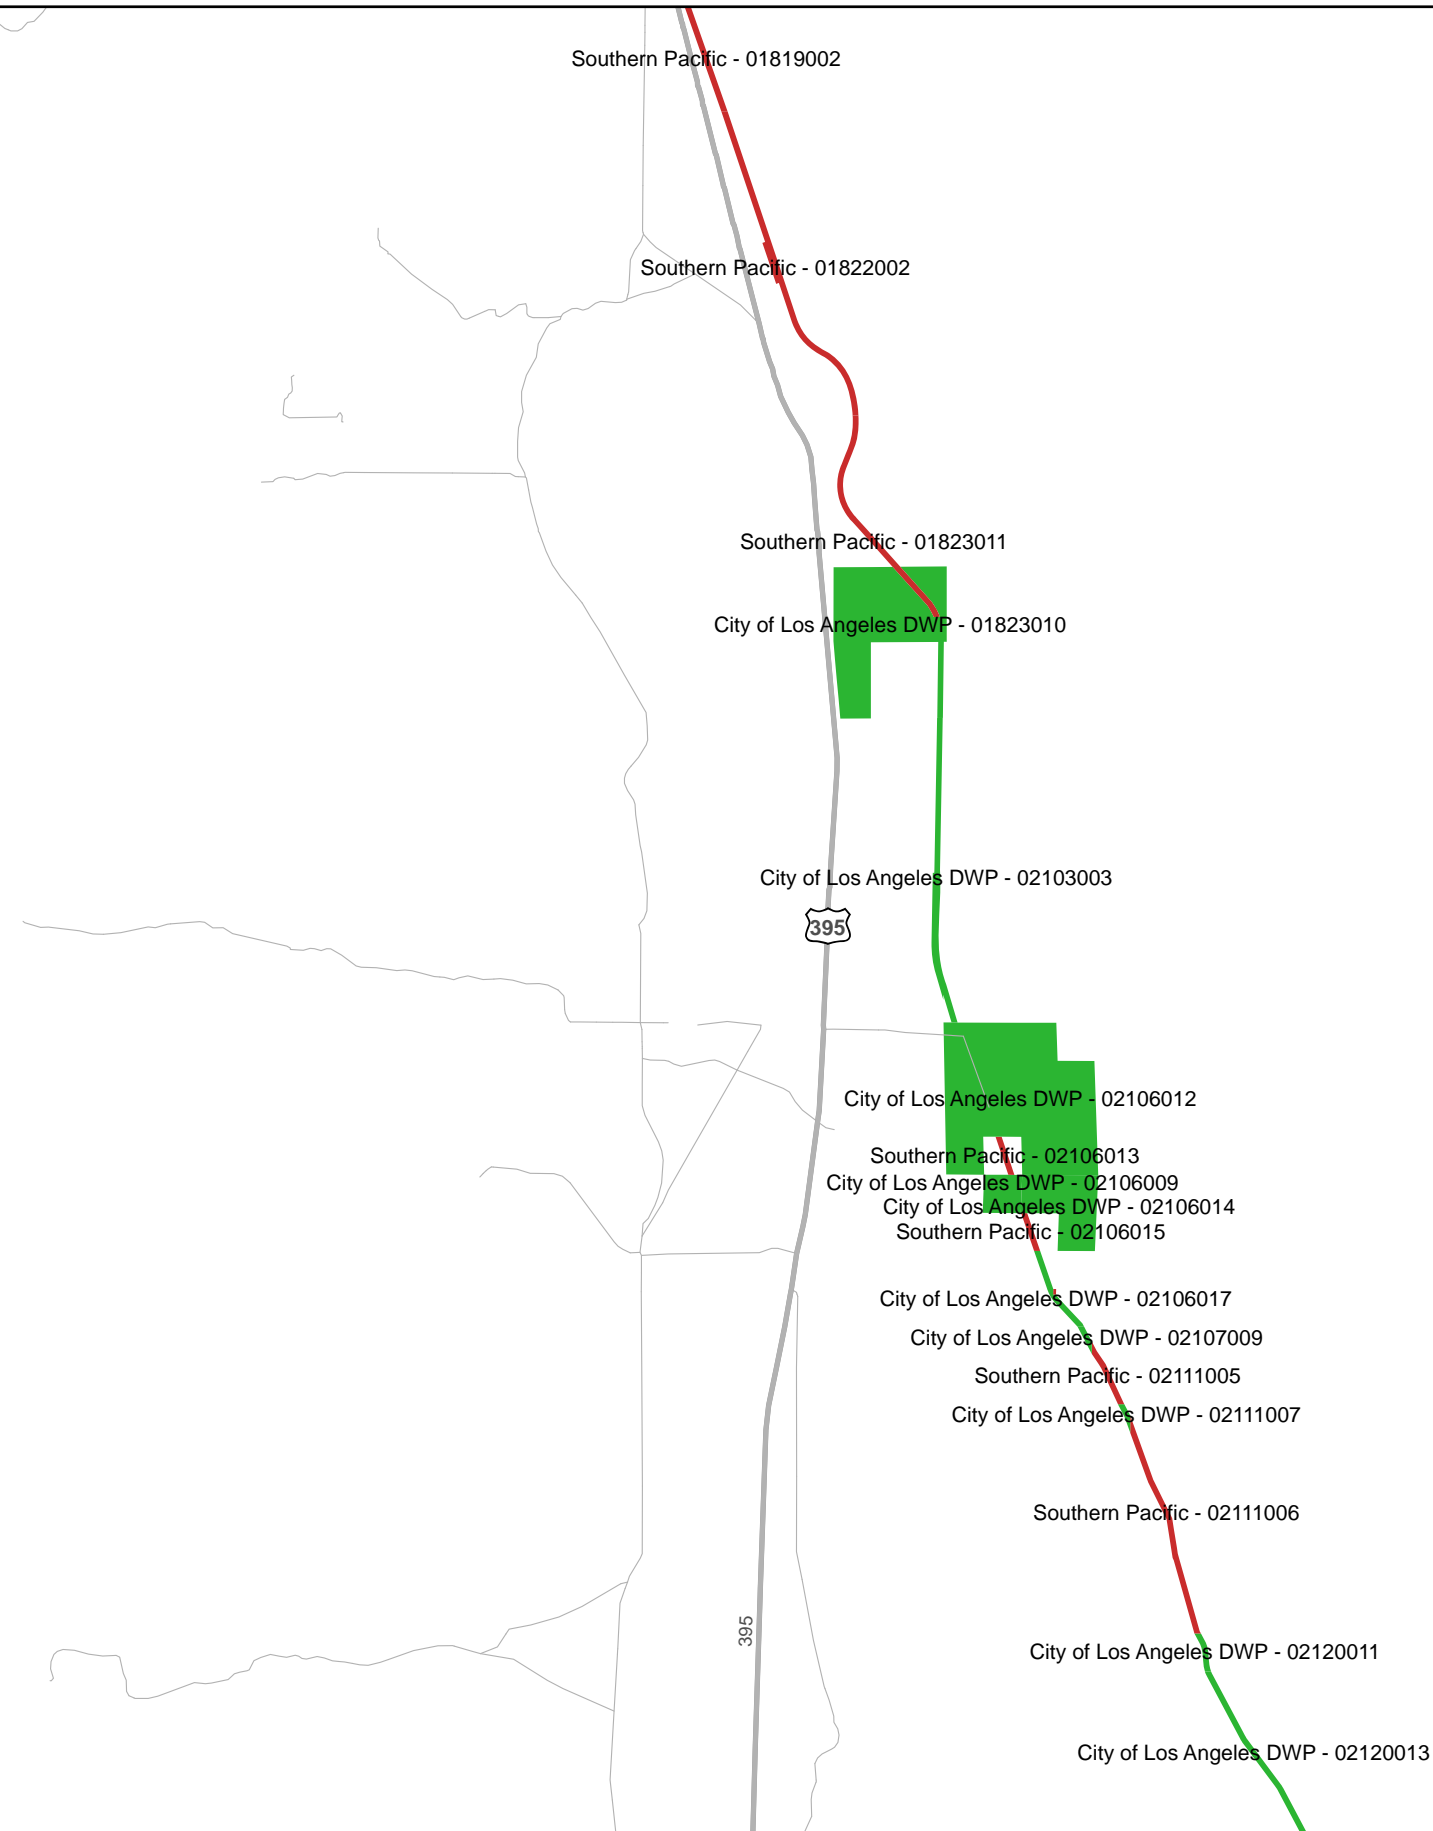 Southern Pacific - 01819002
Southern Pacific - 01822002
Southern Pacific - 01823011
City of Los Angeles DWP - 01823010
City of Los Angeles DWP - 02103003
395
City of Los Angeles DWP - 02106012
Southern Pacific - 02106013
City of Los Angeles DWP - 02106009
City of Los Angeles DWP - 02106014
Southern Pacific - 02106015
City of Los Angeles DWP - 02106017
City of Los Angeles DWP - 02107009
Southern Pacific - 02111005
City of Los Angeles DWP - 02111007
Southern Pacific - 02111006
395
City of Los Angeles DWP - 02120011
City of Los Angeles DWP - 02120013